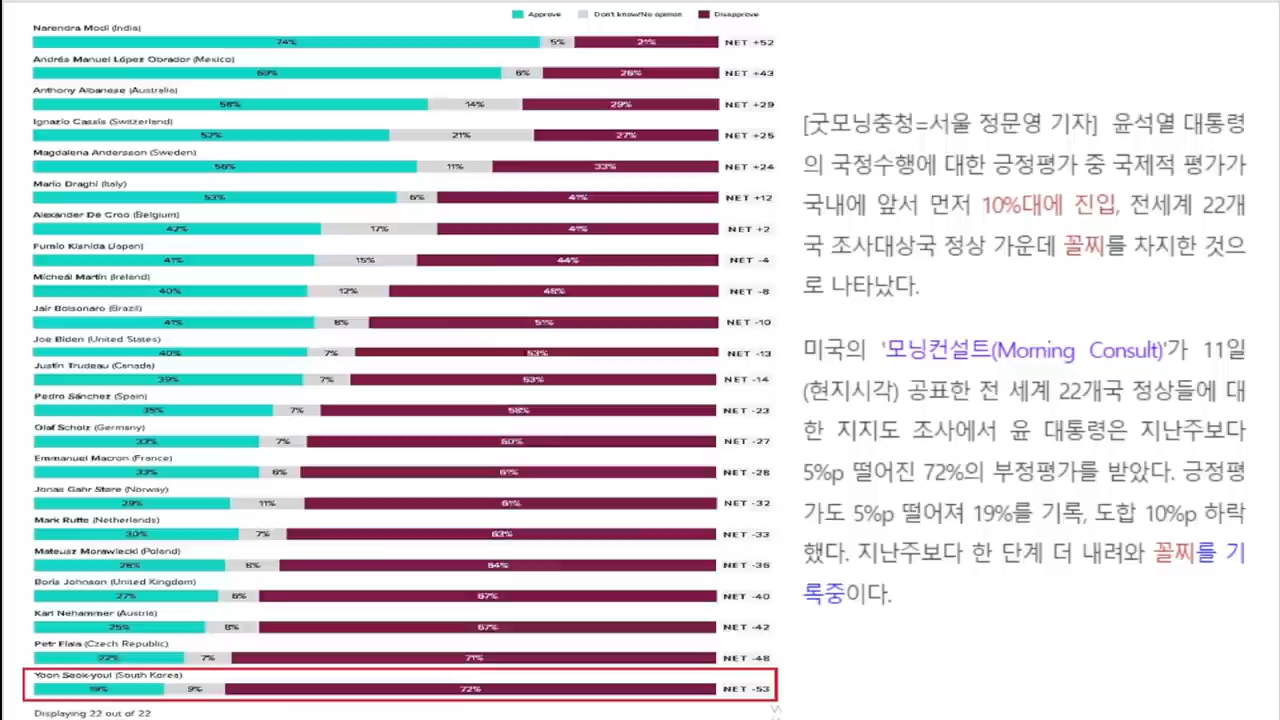 Approve Don't know/No opinion Disapprove
Narendra Modi (India)
74% 5% 21% NET +52
Andrés Manuel López Obrador (Mexico)
69% 6% 26% NET +43
Anthony Albanese (Australia)
58% 14% 29% NET +29
Ignazio Cassis (Switzerland)
52% 21% 27% NET +25
Magdalena Andersson (Sweden)
56% 11% 33% NET +24
Mario Draghi (Italy)
53% 6% 41% NET +12
Alexander De Croo (Belgium)
42% 17% 41% NET +2
Fumio Kishida (Japan)
41% 15% 44% NET -4
Micheál Martin (Ireland)
40% 12% 48% NET -8
Jair Bolsonaro (Brazil)
41% 8% 51% NET -10
Joe Biden (United States)
40% 7% 53% NET -13
Justin Trudeau (Canada)
39% 7% 53% NET -14
Pedro Sánchez (Spain)
35% 7% 58% NET -23
Olaf Scholz (Germany)
33% 7% 60% NET -27
Emmanuel Macron (France)
33% 6% 61% NET -28
Jonas Gahr Støre (Norway)
29% 11% 61% NET -32
Mark Rutte (Netherlands)
30% 7% 63% NET -33
Mateusz Morawiecki (Poland)
28% 8% 64% NET -36
Boris Johnson (United Kingdom)
27% 6% 67% NET -40
Karl Nehammer (Austria)
25% 8% 67% NET -42
Petr Fiala (Czech Republic)
22% 7% 71% NET -48
Yoon Seok-youl (South Korea)
19% 9% 72% NET -53
Displaying 22 out of 22
[굿모닝충청=서울 정문영 기자] 윤석열 대통령
의 국정수행에 대한 긍정평가 중 국제적 평가가
국내에 앞서 먼저 10%대에 진입, 전세계 22개
국 조사대상국 정상 가운데 꼴찌를 차지한 것으
로 나타났다.
미국의 '모닝컨설트(Morning Consult)'가 11일
(현지시각) 공표한 전 세계 22개국 정상들에 대
한 지지도 조사에서 윤 대통령은 지난주보다
5%p 떨어진 72%의 부정평가를 받았다. 긍정평
가도 5%p 떨어져 19%를 기록, 도합 10%p 하락
했다. 지난주보다 한 단계 더 내려와 꼴찌를 기
록중이다.